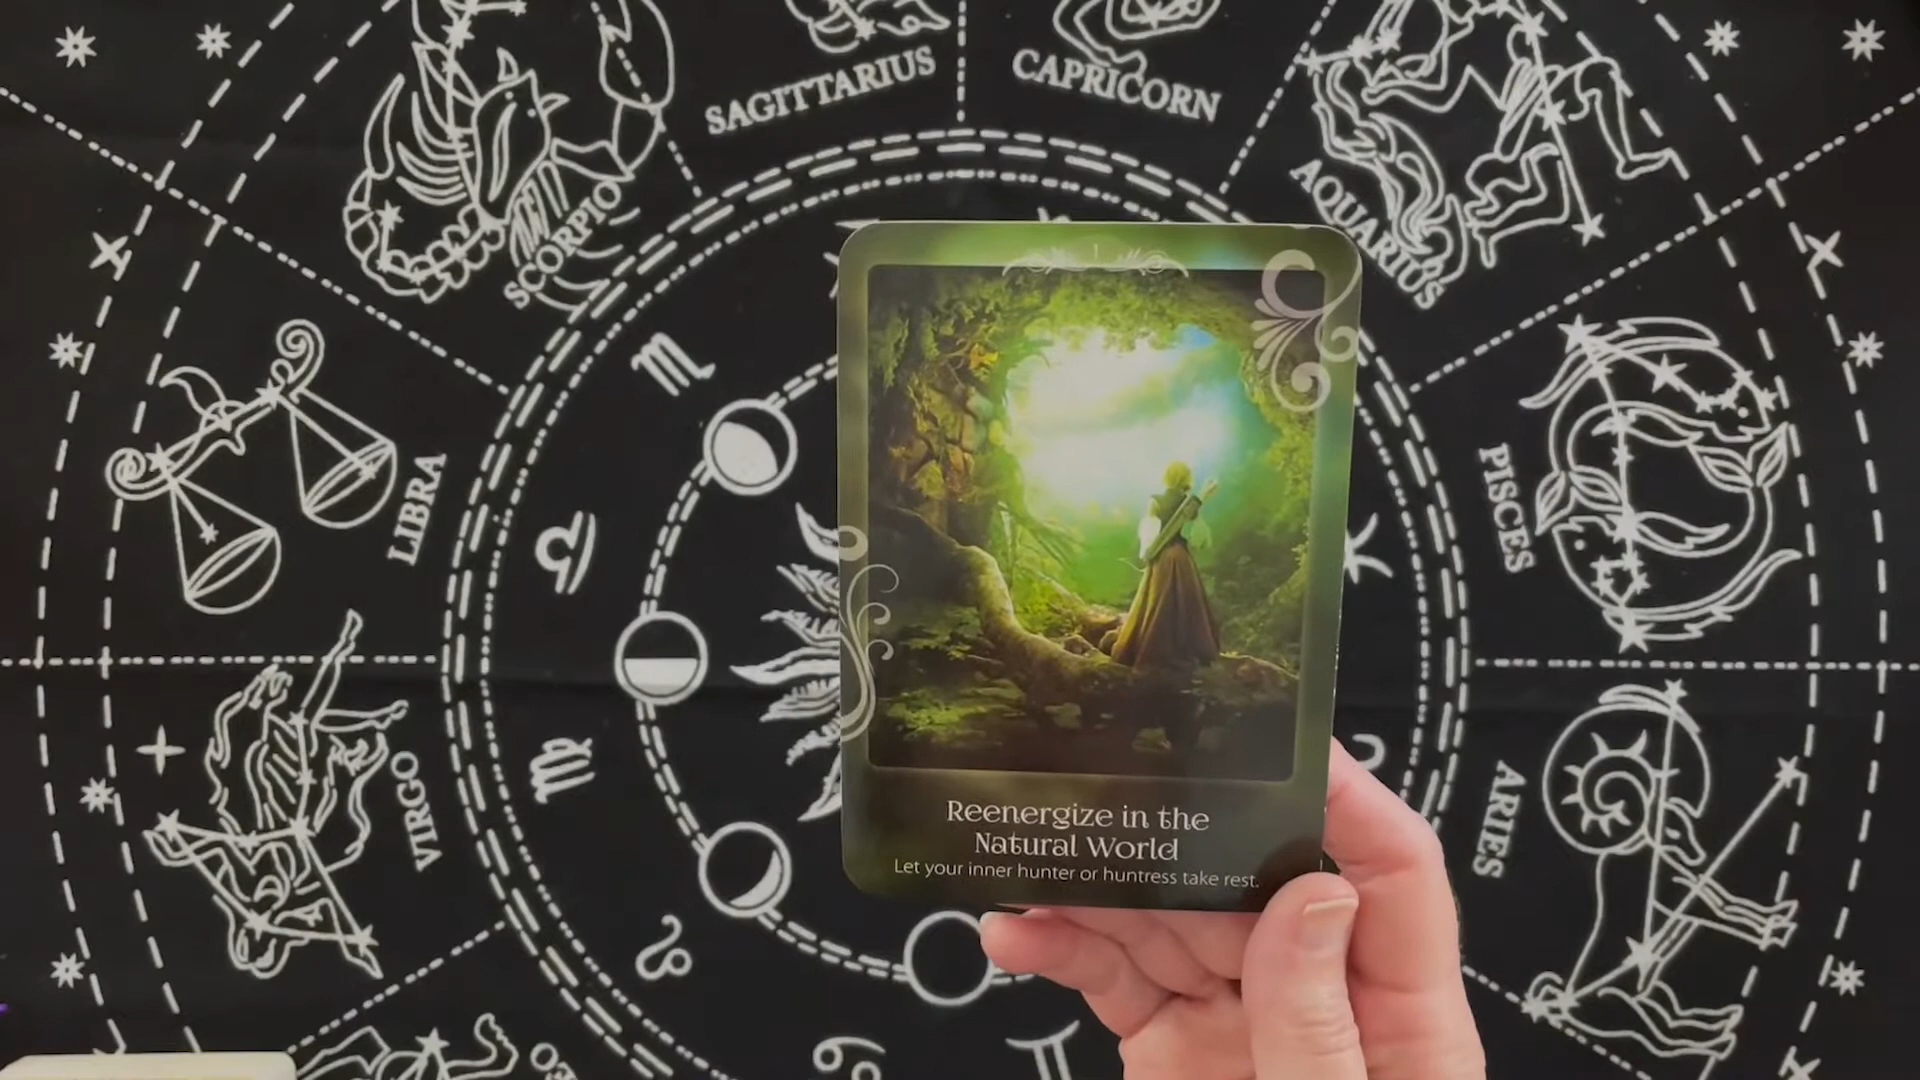 SAGITTARIUS
CAPRICORN
SCORPIO
AQUARIUS
LIBRA
PISCES
VIRGO
ARIES
Reenergize in the
Natural World
Let your inner hunter or huntress take rest.